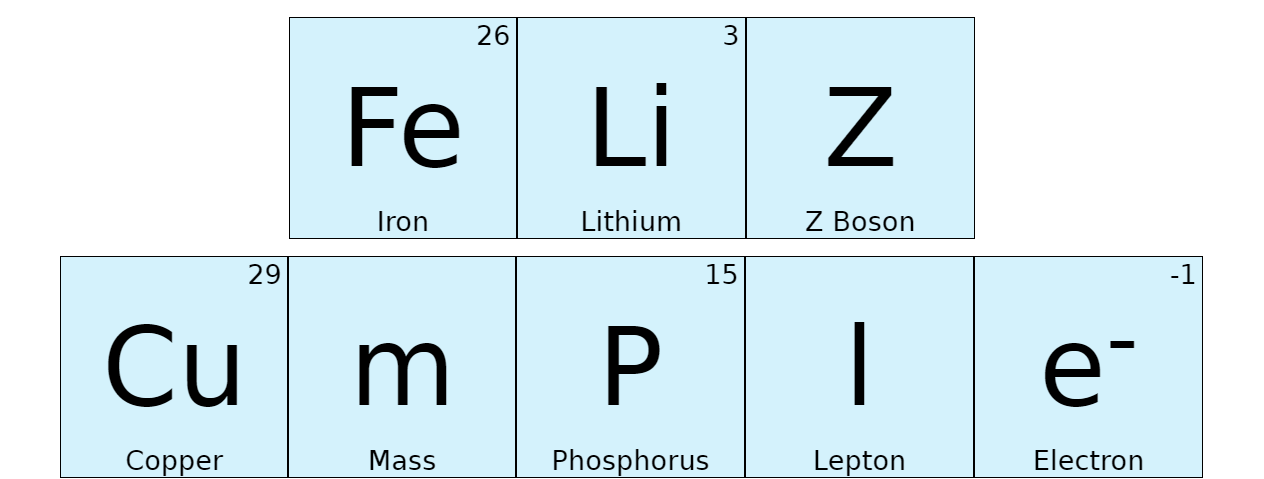 26 3
Fe Li Z
Iron Lithium Z Boson
29 15 -1
Cu m P l e⁻
Copper Mass Phosphorus Lepton Electron